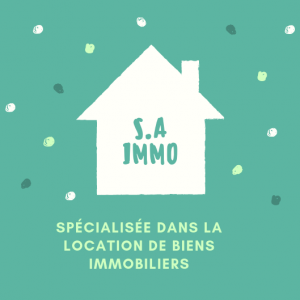 S.A
IMMO
SPÉCIALISÉE DANS LA
LOCATION DE BIENS
IMMOBILIERS